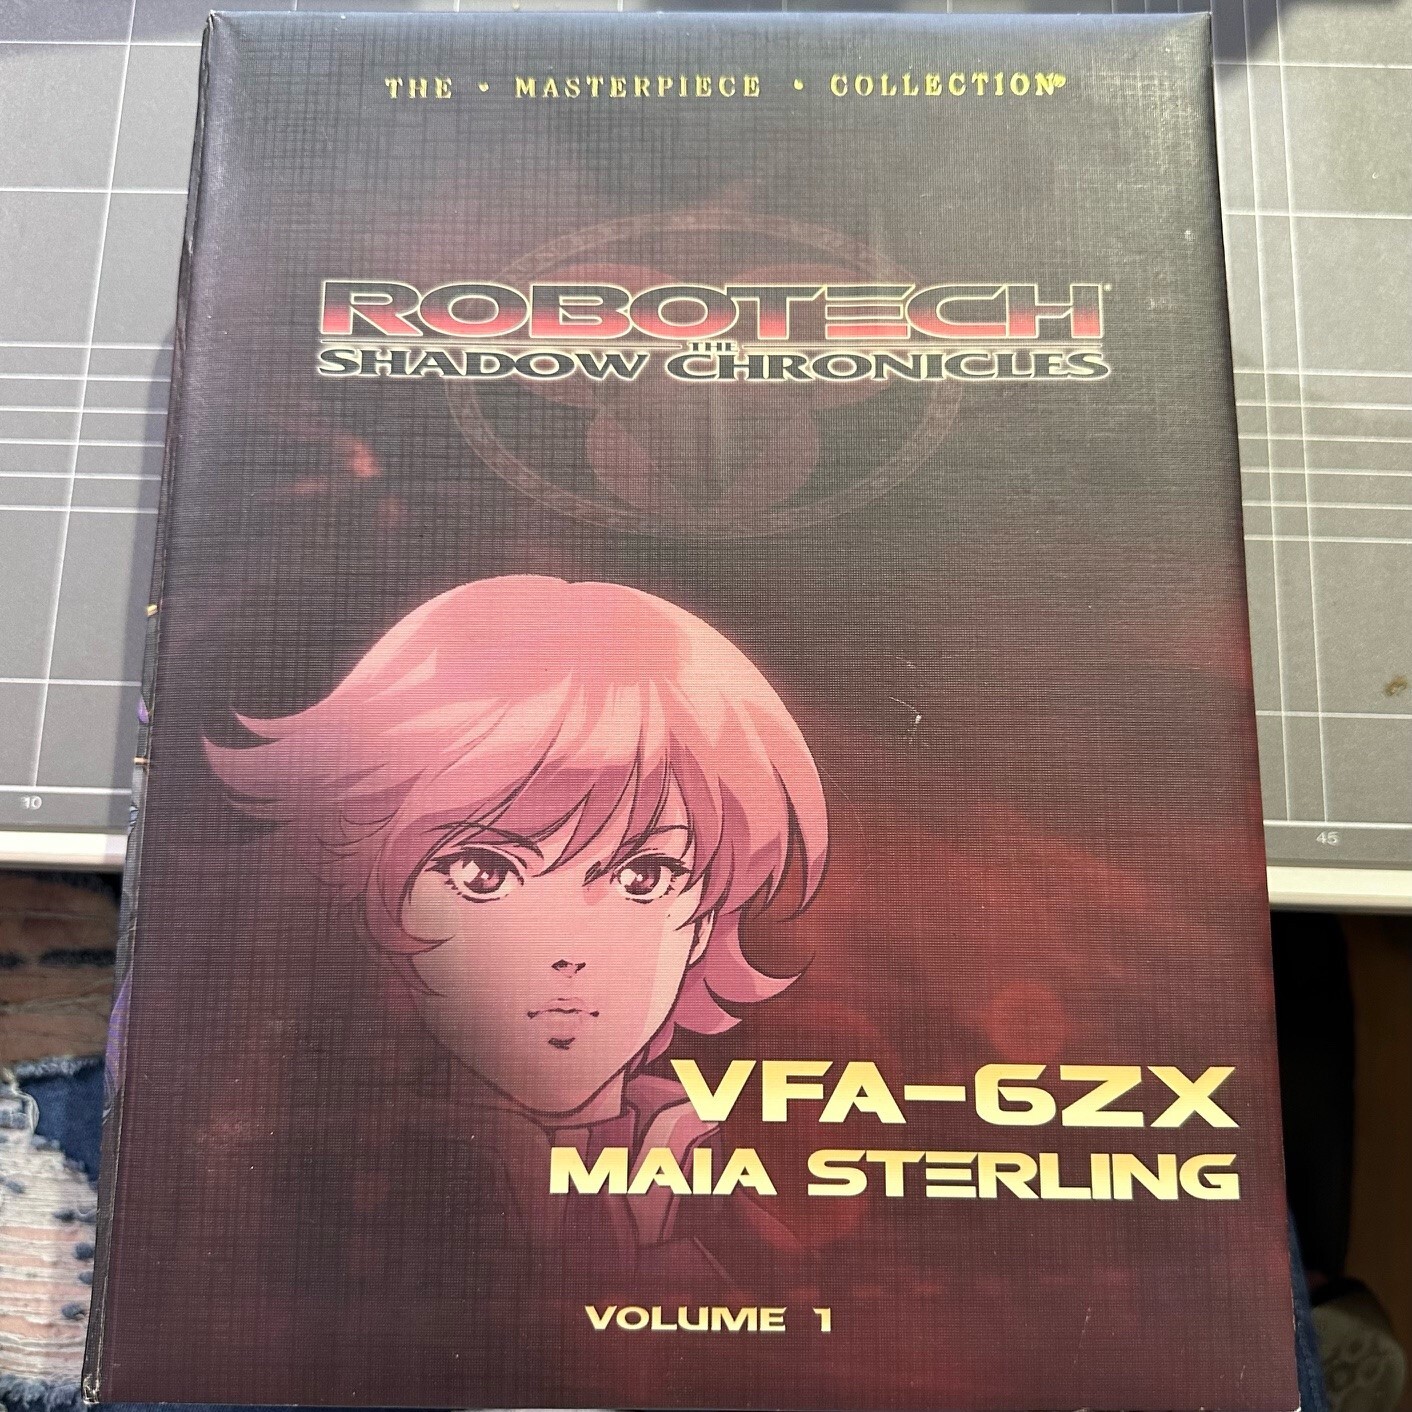 THE • MASTERPIECE • COLLECTION®
ROBOTECH®
THE
SHADOW CHRONICLES
10
45
VFA-6ZX
MAIA STERLING
VOLUME 1